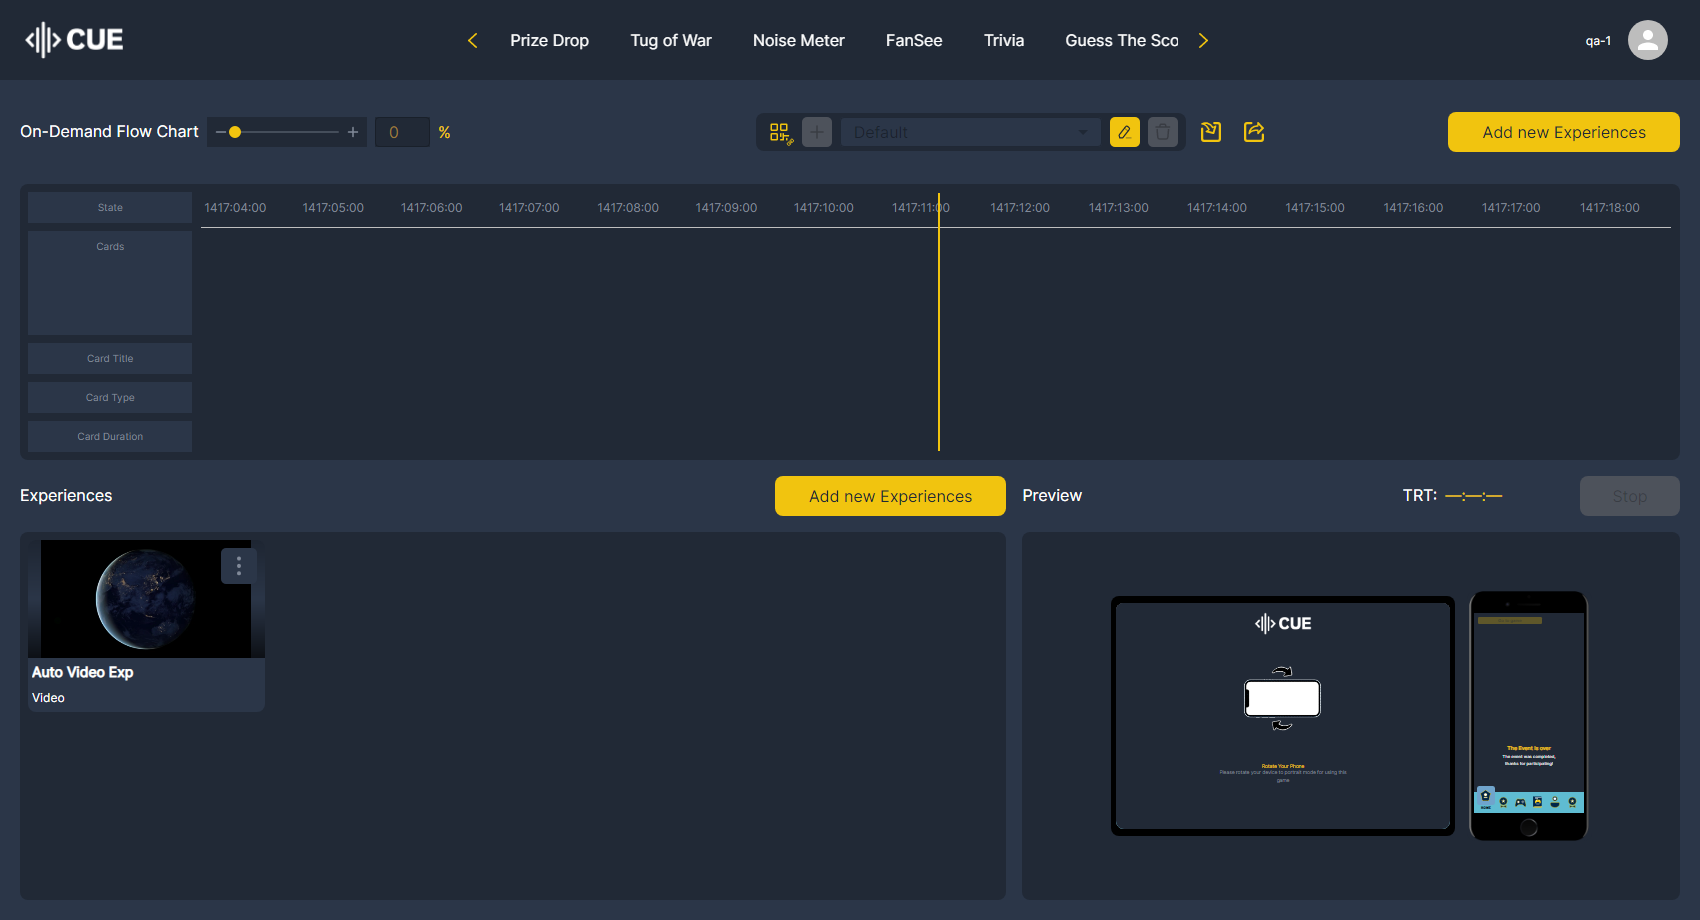 CUE
Prize Drop
Tug of War
Noise Meter
FanSee
Trivia
Guess The Sco
qa-1
On-Demand Flow Chart
0
%
Default
Add new Experiences
State
1417:04:00
1417:05:00
1417:06:00
1417:07:00
1417:08:00
1417:09:00
1417:10:00
1417:11:00
1417:12:00
1417:13:00
1417:14:00
1417:15:00
1417:16:00
1417:17:00
1417:18:00
Cards
Card Title
Card Type
Card Duration
Experiences
Add new Experiences
Preview
TRT: —:—:—
Stop
Auto Video Exp
Video
CUE
Rotate Your Phone
Please rotate your device to portrait mode for using this
game
The Event is over
The event was completed,
thanks for participating!
HOME